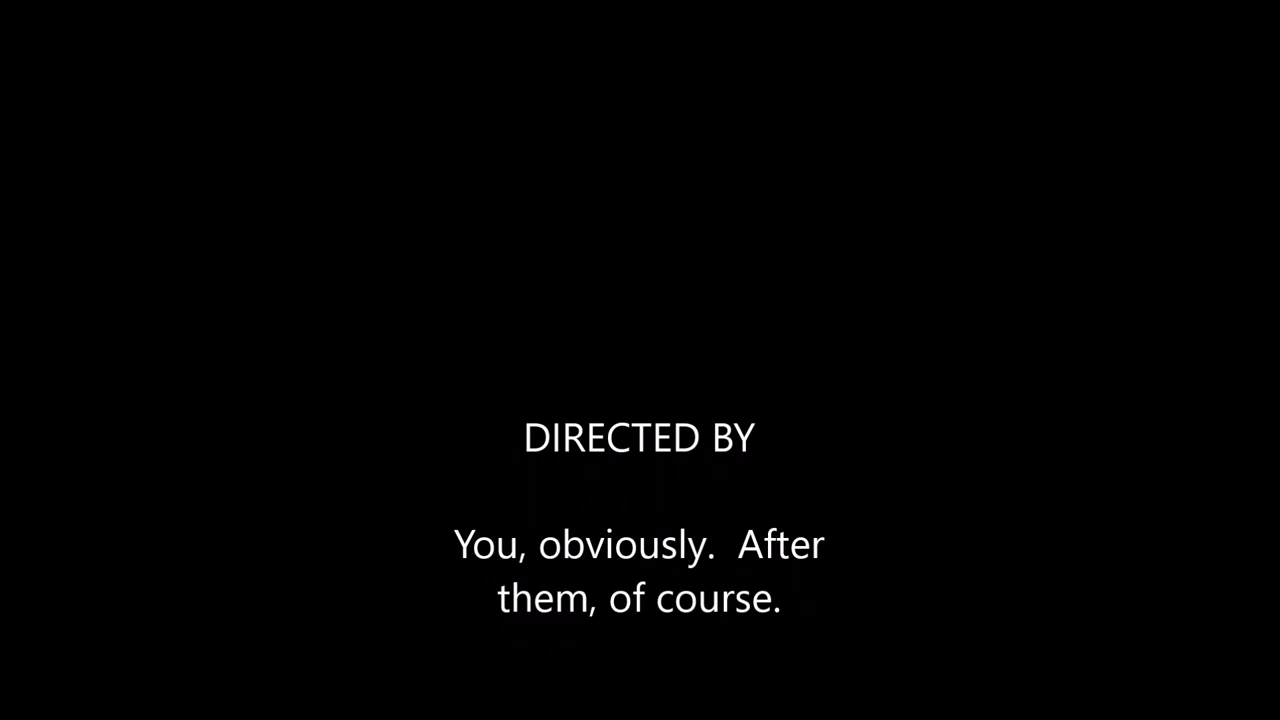 DIRECTED BY
You, obviously.  After
them, of course.